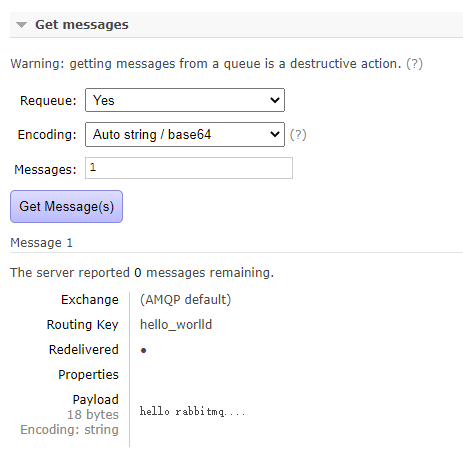 Get messages
Warning: getting messages from a queue is a destructive action. (?)
Requeue: Yes
Encoding: Auto string / base64 (?)
Messages: 1
Get Message(s)
Message 1
The server reported 0 messages remaining.
Exchange (AMQP default)
Routing Key hello_worlld
Redelivered ●
Properties
Payload
18 bytes
Encoding: string
hello rabbitmq....